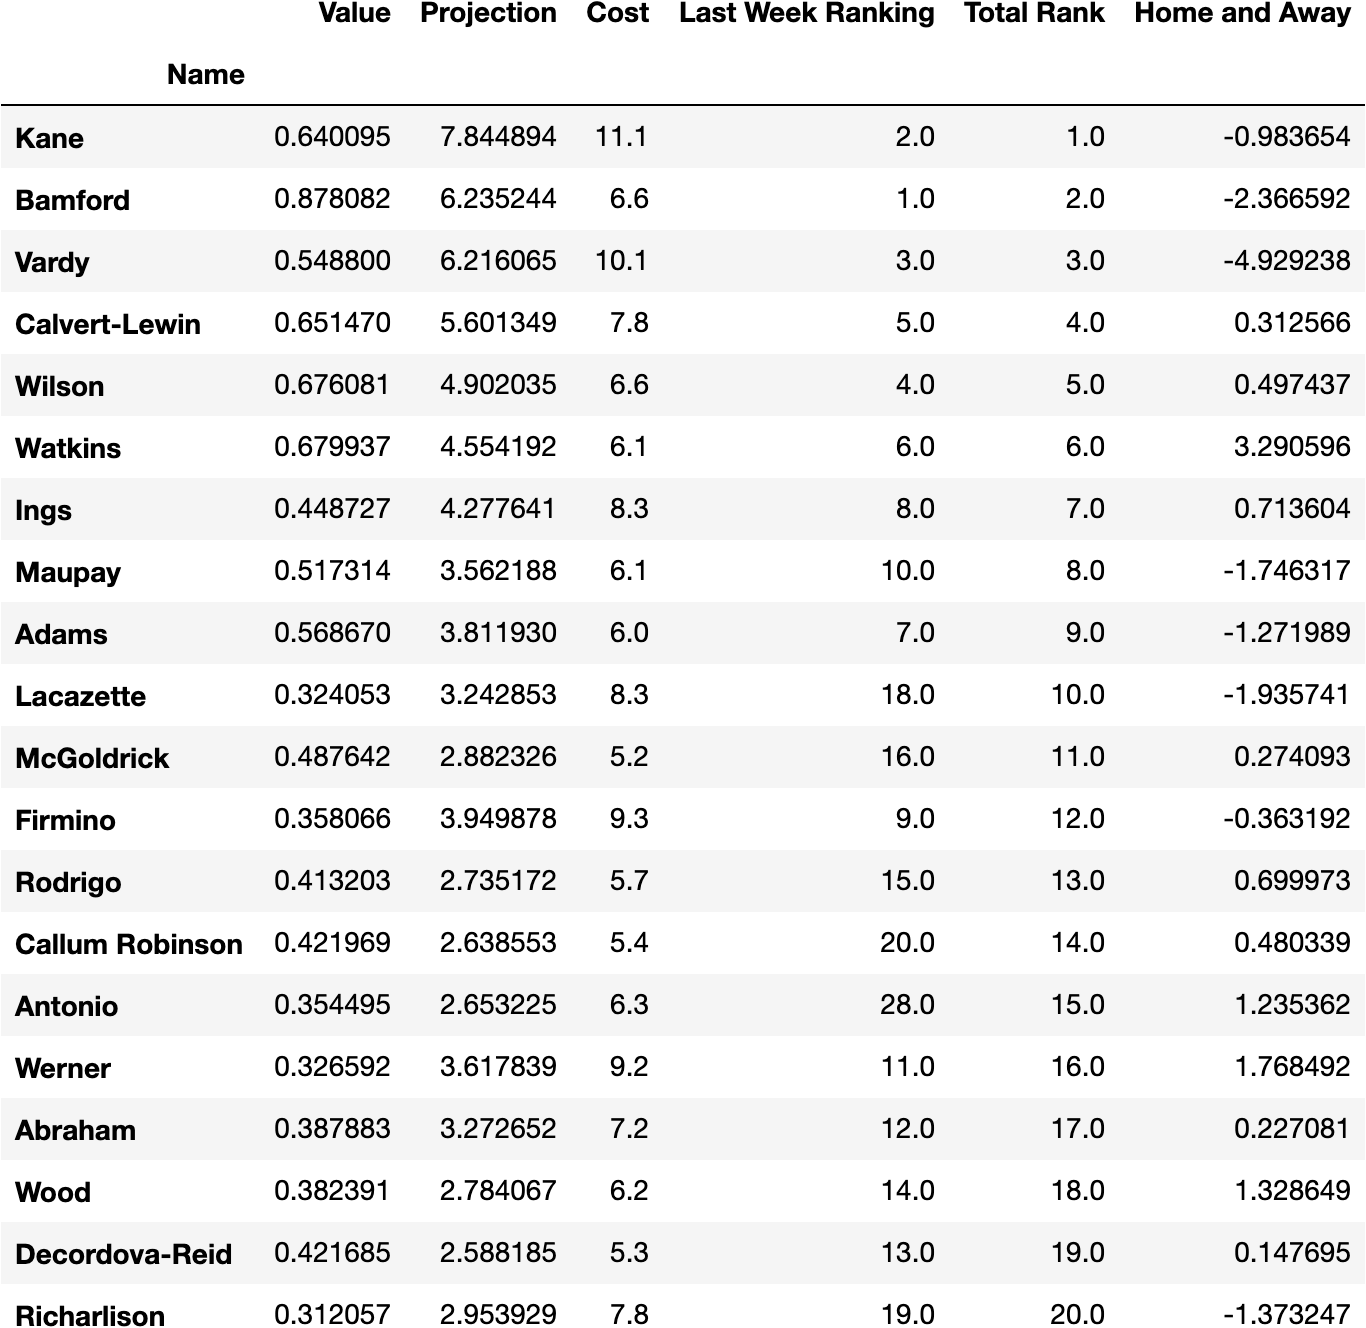 Value Projection Cost Last Week Ranking Total Rank Home and Away
Name
Kane 0.640095 7.844894 11.1 2.0 1.0 -0.983654
Bamford 0.878082 6.235244 6.6 1.0 2.0 -2.366592
Vardy 0.548800 6.216065 10.1 3.0 3.0 -4.929238
Calvert-Lewin 0.651470 5.601349 7.8 5.0 4.0 0.312566
Wilson 0.676081 4.902035 6.6 4.0 5.0 0.497437
Watkins 0.679937 4.554192 6.1 6.0 6.0 3.290596
Ings 0.448727 4.277641 8.3 8.0 7.0 0.713604
Maupay 0.517314 3.562188 6.1 10.0 8.0 -1.746317
Adams 0.568670 3.811930 6.0 7.0 9.0 -1.271989
Lacazette 0.324053 3.242853 8.3 18.0 10.0 -1.935741
McGoldrick 0.487642 2.882326 5.2 16.0 11.0 0.274093
Firmino 0.358066 3.949878 9.3 9.0 12.0 -0.363192
Rodrigo 0.413203 2.735172 5.7 15.0 13.0 0.699973
Callum Robinson 0.421969 2.638553 5.4 20.0 14.0 0.480339
Antonio 0.354495 2.653225 6.3 28.0 15.0 1.235362
Werner 0.326592 3.617839 9.2 11.0 16.0 1.768492
Abraham 0.387883 3.272652 7.2 12.0 17.0 0.227081
Wood 0.382391 2.784067 6.2 14.0 18.0 1.328649
Decordova-Reid 0.421685 2.588185 5.3 13.0 19.0 0.147695
Richarlison 0.312057 2.953929 7.8 19.0 20.0 -1.373247